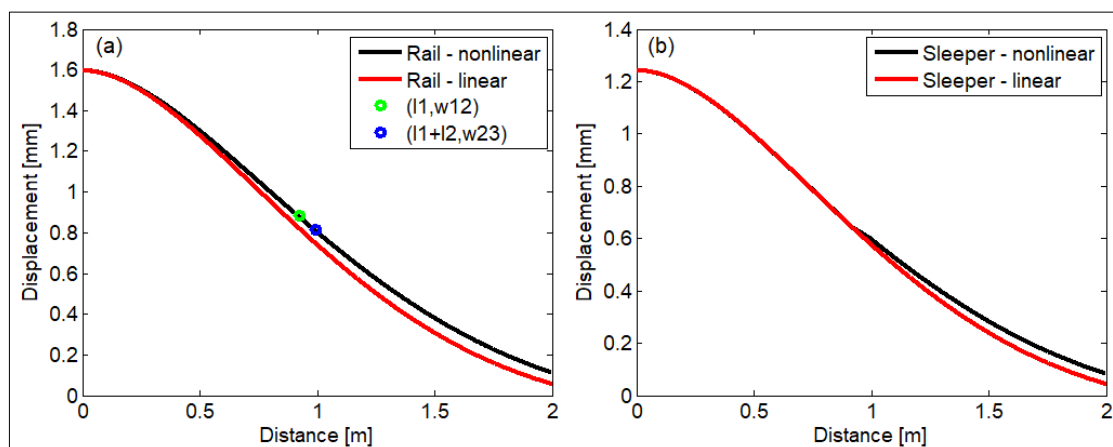 (a)
Rail - nonlinear
Rail - linear
(l1,w12)
(l1+l2,w23)
Displacement [mm]
1.8
1.6
1.4
1.2
1
0.8
0.6
0.4
0.2
0
0 0.5 1 1.5 2
Distance [m]
(b)
Sleeper - nonlinear
Sleeper - linear
Displacement [mm]
1.4
1.2
1
0.8
0.6
0.4
0.2
0
0 0.5 1 1.5 2
Distance [m]